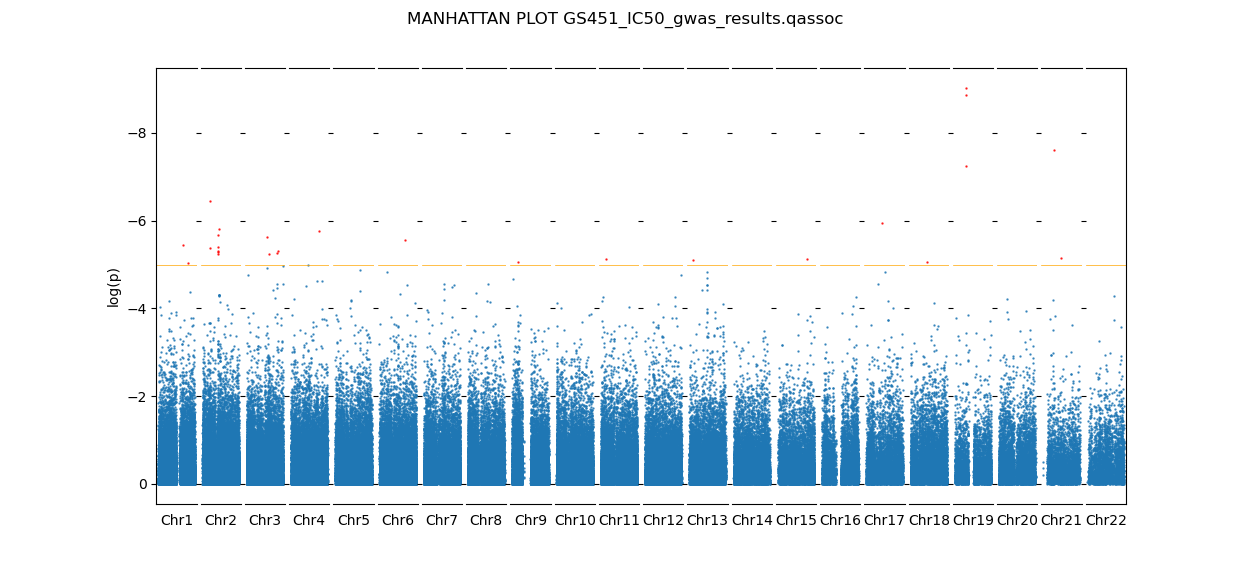 MANHATTAN PLOT GS451_IC50_gwas_results.qassoc
−8
−6
−4
−2
0
log(p)
Chr1 Chr2 Chr3 Chr4 Chr5 Chr6 Chr7 Chr8 Chr9 Chr10 Chr11 Chr12 Chr13 Chr14 Chr15 Chr16 Chr17 Chr18 Chr19 Chr20 Chr21 Chr22